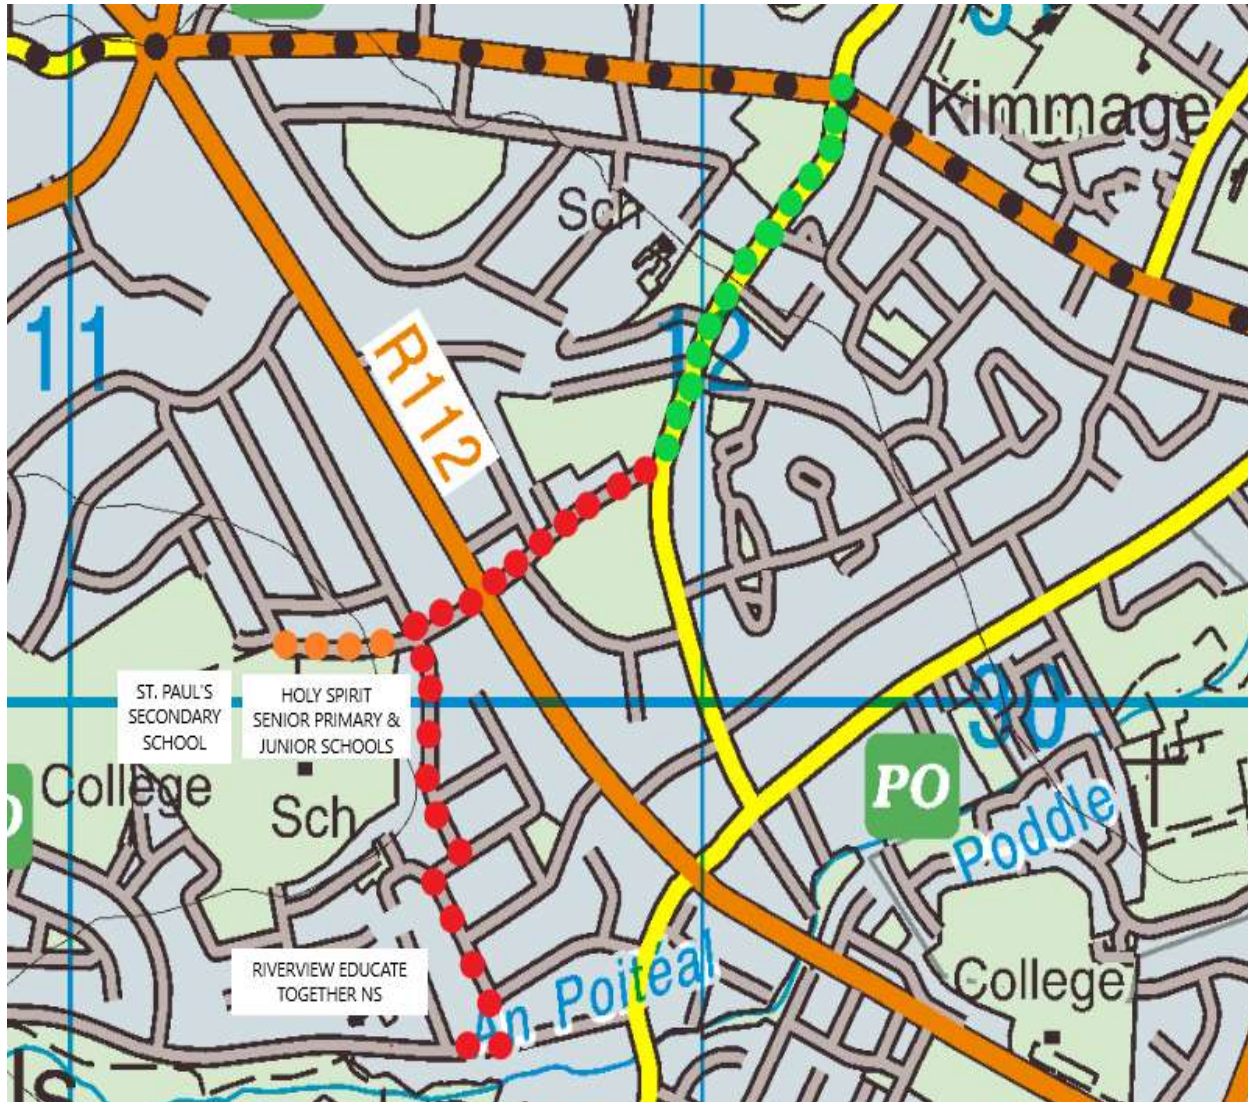 Kimmage
Sch
11
12
R112
ST. PAUL'S
SECONDARY
SCHOOL
HOLY SPIRIT
SENIOR PRIMARY &
JUNIOR SCHOOLS
30
College
Sch
PO
Poddle
RIVERVIEW EDUCATE
TOGETHER NS
An Poitéal
College